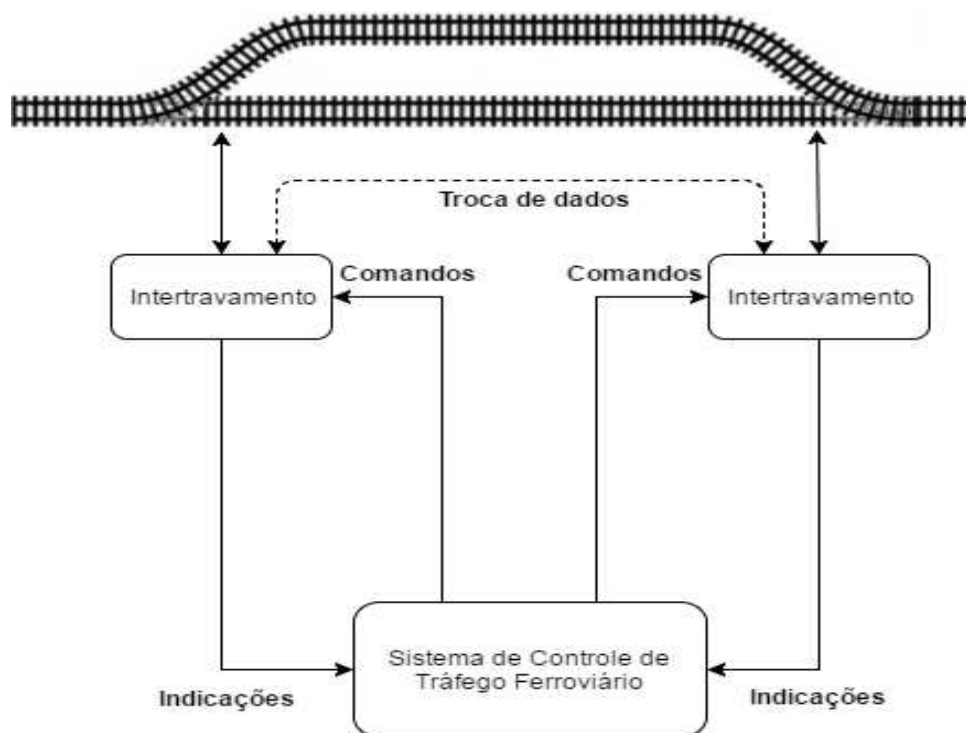 Troca de dados
Comandos
Comandos
Intertravamento
Intertravamento
Sistema de Controle de
Tráfego Ferroviário
Indicações
Indicações